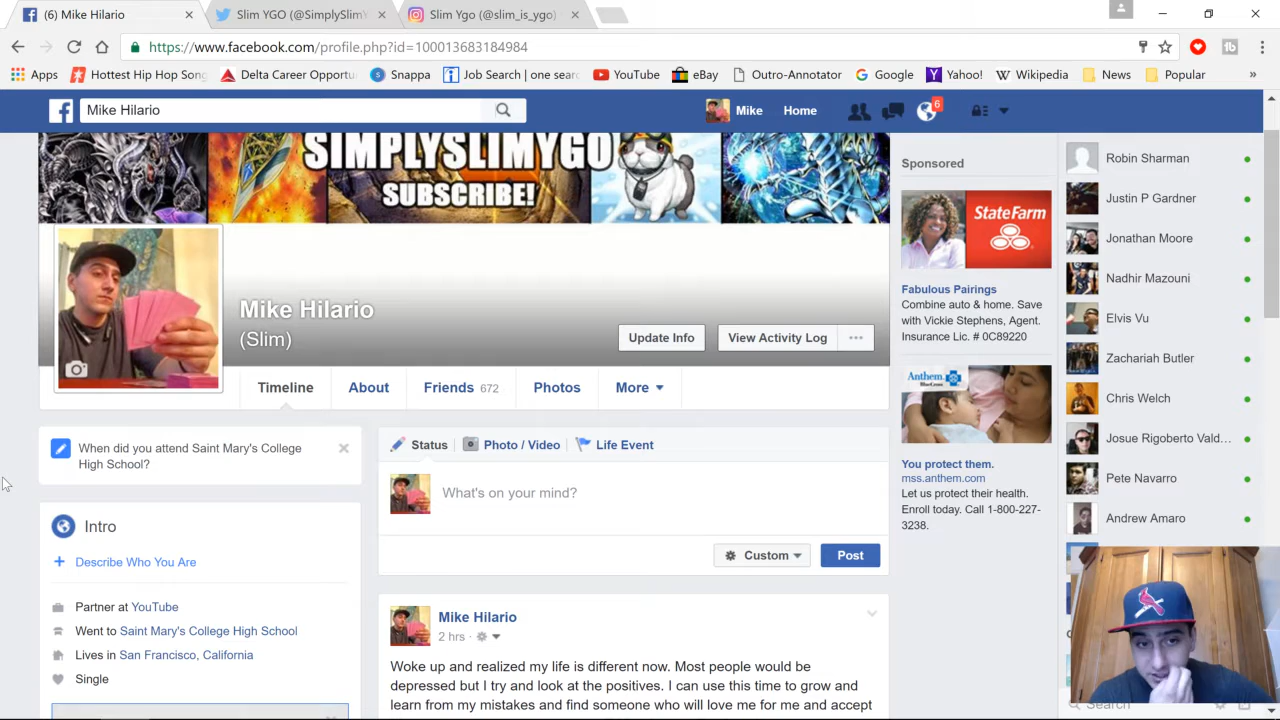 (6) Mike Hilario
Slim YGO (@SimplySlimY
Slim Ygo (@slim_is_ygo)
Apps
Hottest Hip Hop Song
Delta Career Opportu
Snappa
Job Search | one sear
YouTube
eBay
Outro-Annotator
Google
Yahoo!
Wikipedia
News
Popular
»
Mike Hilario
Mike
Home
6
SIMPLYSLIMYGO
SUBSCRIBE!
Mike Hilario
(Slim)
Update Info
View Activity Log
Timeline
About
Friends 672
Photos
More
When did you attend Saint Mary's College
High School?
Intro
Describe Who You Are
Partner at YouTube
Went to Saint Mary's College High School
Lives in San Francisco, California
Single
Status
Photo / Video
Life Event
What's on your mind?
Custom
Post
Mike Hilario
2 hrs
Woke up and realized my life is different now. Most people would be
depressed but I try and look at the positives. I can use this time to grow and
learn from my mistakes and find someone who will love me for me and accept
Sponsored
StateFarm
Fabulous Pairings
Combine auto & home. Save
with Vickie Stephens, Agent.
Insurance Lic. # 0C89220
Anthem
You protect them.
mss.anthem.com
Let us protect their health.
Enroll today. Call 1-800-227-
3238.
Robin Sharman
Justin P Gardner
Jonathan Moore
Nadhir Mazouni
Elvis Vu
Zachariah Butler
Chris Welch
Josue Rigoberto Vald...
Pete Navarro
Andrew Amaro
Search